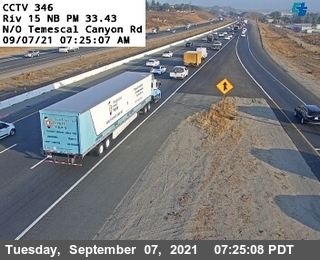 CCTV 346
Riv 15 NB PM 33.43
N/O Temescal Canyon Rd
09/07/21 07:25:07 AM
Tuesday, September 07, 2021 07:25:08 PDT